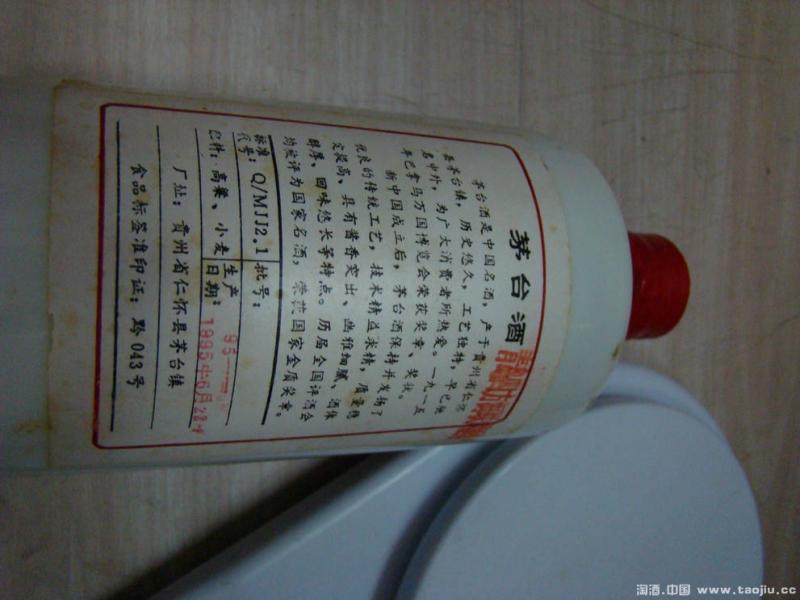 茅台酒
茅台酒是中国名酒，产于贵州省仁怀
县茅台镇，历史悠久，工艺独特，早已驰
名中外，为广大消费者所热爱。一九一五
年巴拿马万国博览会荣获奖章、奖状。
新中国成立后，茅台酒保持并发扬了
优良的传统工艺，技术精益求精，质量稳
定提高、具有酱香突出、幽雅细腻、酒体
醇厚、回味悠长等特点。历届全国评酒会
均被评为国家名酒，荣获国家金质奖章。
标准代号：Q/MJJ2.1 批号：95-
配料：高粱、小麦 生产日期：1995年6月
厂址：贵州省仁怀县茅台镇
食品标签准印证：黔043号
淘酒.中国 www.taojiu.cc